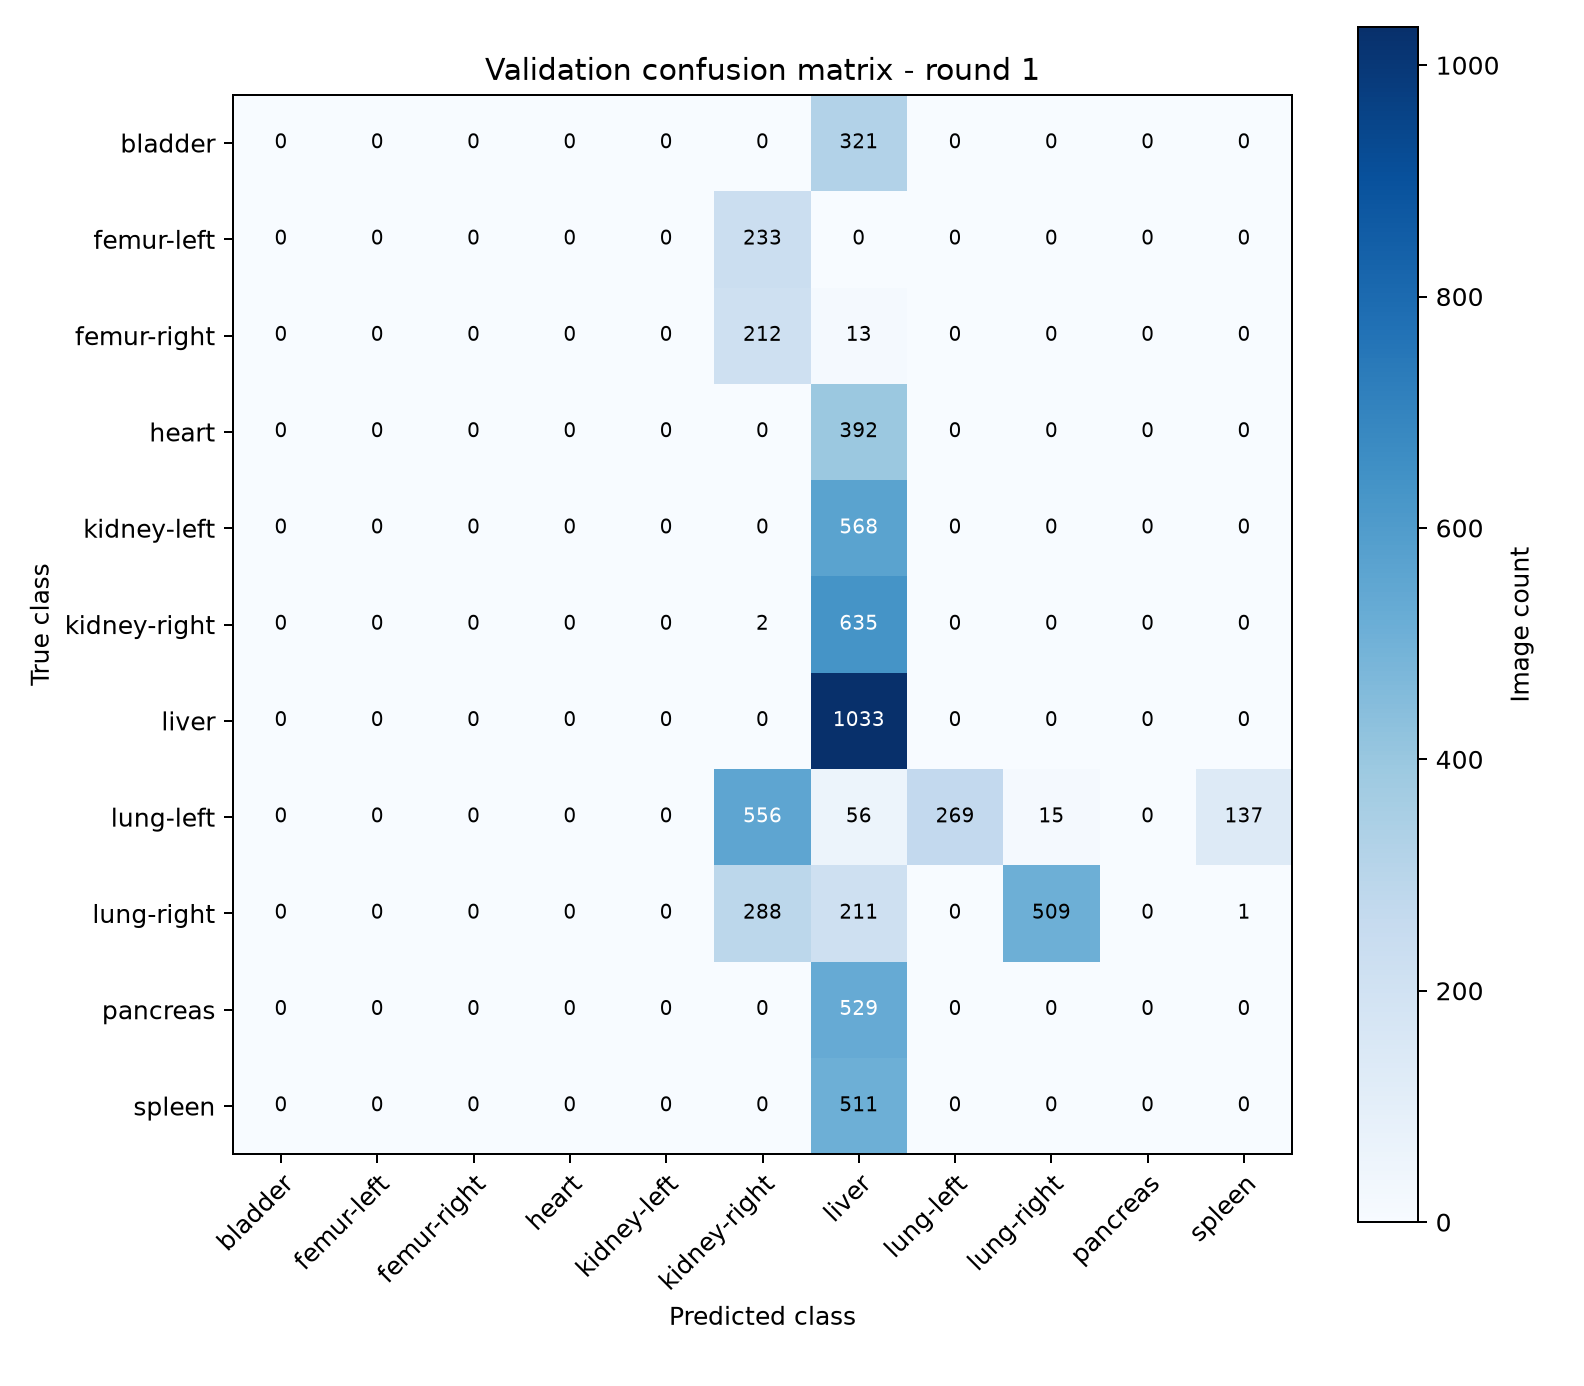 Validation confusion matrix - round 1
True class
bladder 0 0 0 0 0 0 321 0 0 0 0
femur-left 0 0 0 0 0 233 0 0 0 0 0
femur-right 0 0 0 0 0 212 13 0 0 0 0
heart 0 0 0 0 0 0 392 0 0 0 0
kidney-left 0 0 0 0 0 0 568 0 0 0 0
kidney-right 0 0 0 0 0 2 635 0 0 0 0
liver 0 0 0 0 0 0 1033 0 0 0 0
lung-left 0 0 0 0 0 556 56 269 15 0 137
lung-right 0 0 0 0 0 288 211 0 509 0 1
pancreas 0 0 0 0 0 0 529 0 0 0 0
spleen 0 0 0 0 0 0 511 0 0 0 0
bladder femur-left femur-right heart kidney-left kidney-right liver lung-left lung-right pancreas spleen
Predicted class
1000
800
600
400
200
0
Image count